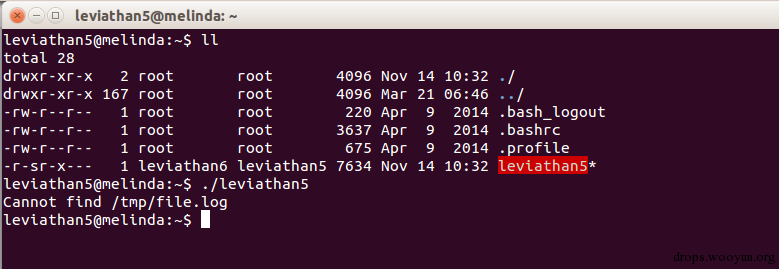 leviathan5@melinda: ~
leviathan5@melinda:~$ ll
total 28
drwxr-xr-x   2 root       root       4096 Nov 14 10:32 ./
drwxr-xr-x 167 root       root       4096 Mar 21 06:46 ../
-rw-r--r--   1 root       root        220 Apr  9  2014 .bash_logout
-rw-r--r--   1 root       root       3637 Apr  9  2014 .bashrc
-rw-r--r--   1 root       root        675 Apr  9  2014 .profile
-r-sr-x---   1 leviathan6 leviathan5 7634 Nov 14 10:32 leviathan5*
leviathan5@melinda:~$ ./leviathan5
Cannot find /tmp/file.log
leviathan5@melinda:~$
drops.wooyun.org